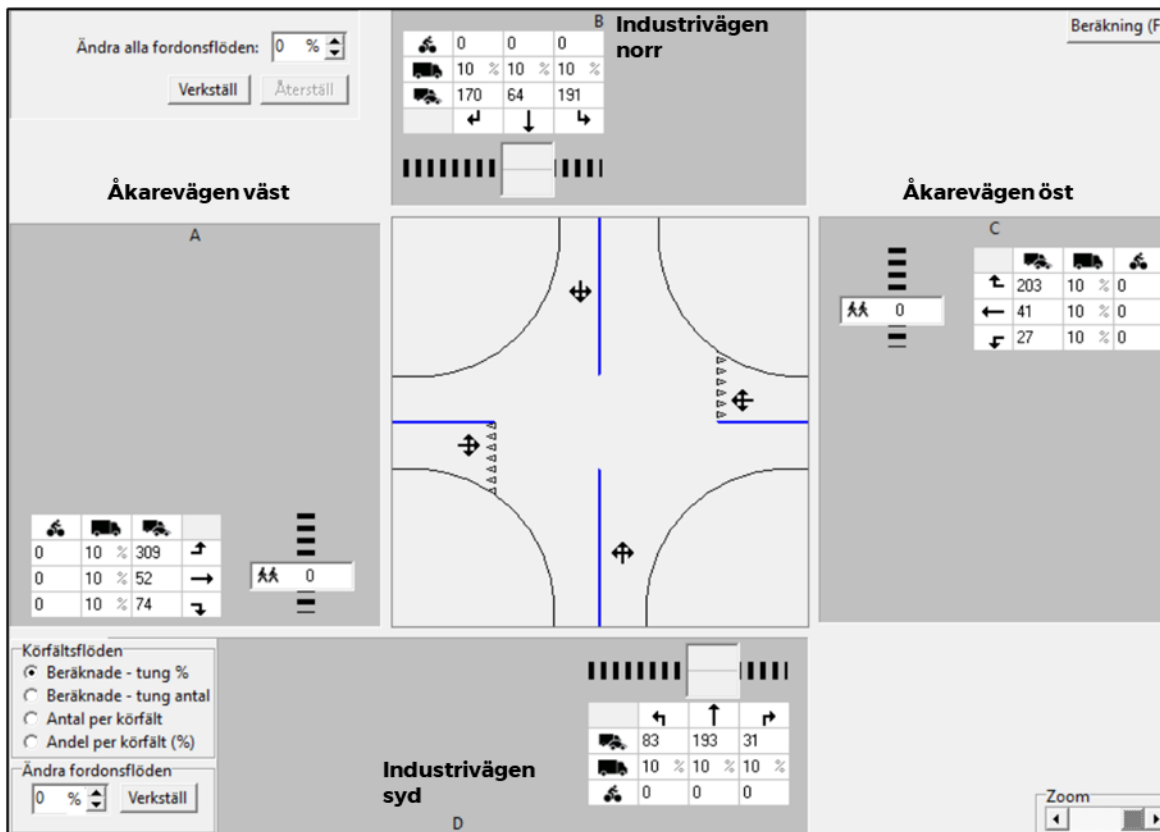 Ändra alla fordonsflöden: 0 %
Verkställ Återställ
B
Industrivägen
norr
0 0 0
10 % 10 % 10 %
170 64 191
Beräkning (F
Åkarevägen väst
A
Åkarevägen öst
C
203 10 % 0
41 10 % 0
27 10 % 0
0
0 10 % 309
0 10 % 52
0 10 % 74
0
Körfältsflöden
Beräknade - tung %
Beräknade - tung antal
Antal per körfält
Andel per körfält (%)
Ändra fordonsflöden
0 % Verkställ
Industrivägen
syd
D
83 193 31
10 % 10 % 10 %
0 0 0
Zoom